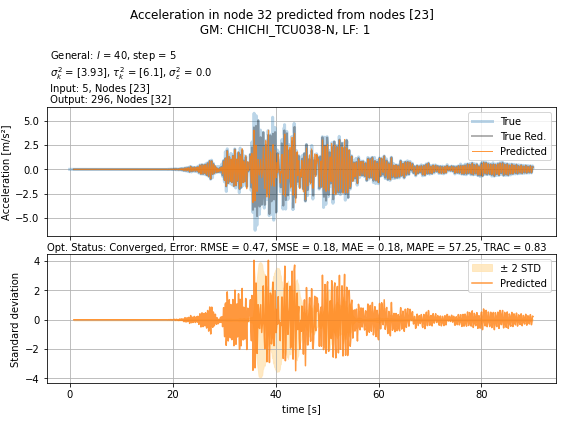 Acceleration in node 32 predicted from nodes [23]
GM: CHICHI_TCU038-N, LF: 1
General: l = 40, step = 5
σ²ₖ = [3.93], τ²ₖ = [6.1], σ²ε = 0.0
Input: 5, Nodes [23]
Output: 296, Nodes [32]
Acceleration [m/s²]
5.0
2.5
0.0
−2.5
−5.0
True
True Red.
Predicted
Opt. Status: Converged, Error: RMSE = 0.47, SMSE = 0.18, MAE = 0.18, MAPE = 57.25, TRAC = 0.83
Standard deviation
4
2
0
−2
−4
± 2 STD
Predicted
0 20 40 60 80
time [s]